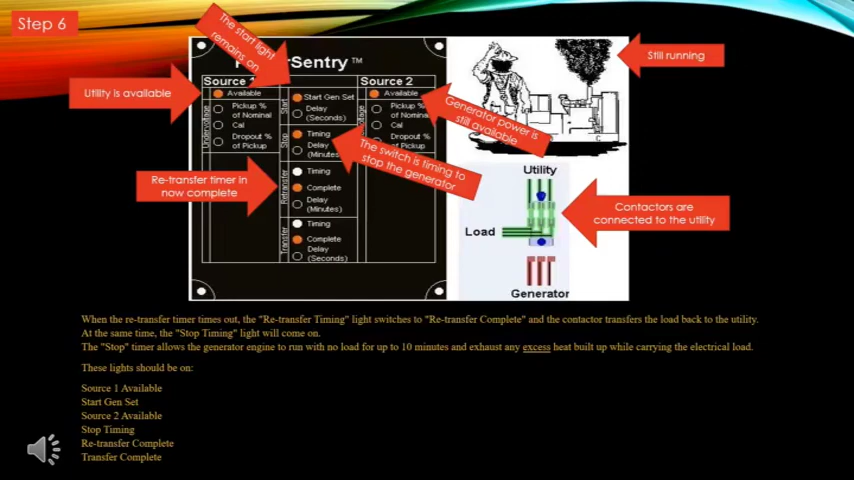 Step 6
The start light
remains on
Sentry™
Source 1
Source 2
Still running
Utility is available
Available
Pickup %
of Nominal
Cal
Dropout %
of Pickup
Undervoltage
Start
Start Gen Set
Delay
(Seconds)
Stop
Timing
Delay
(Minutes)
Retransfer
Timing
Complete
Delay
(Minutes)
Transfer
Timing
Complete
Delay
(Seconds)
Available
Pickup %
of Nominal
Cal
Dropout %
of Pickup
Generator power is
still available
The switch is timing to
stop the generator
Re-transfer timer in
now complete
Utility
Load
Generator
Contactors are
connected to the utility
When the re-transfer timer times out, the "Re-transfer Timing" light switches to "Re-transfer Complete" and the contactor transfers the load back to the utility.
At the same time, the "Stop Timing" light will come on.
The "Stop" timer allows the generator engine to run with no load for up to 10 minutes and exhaust any excess heat built up while carrying the electrical load.
These lights should be on:
Source 1 Available
Start Gen Set
Source 2 Available
Stop Timing
Re-transfer Complete
Transfer Complete